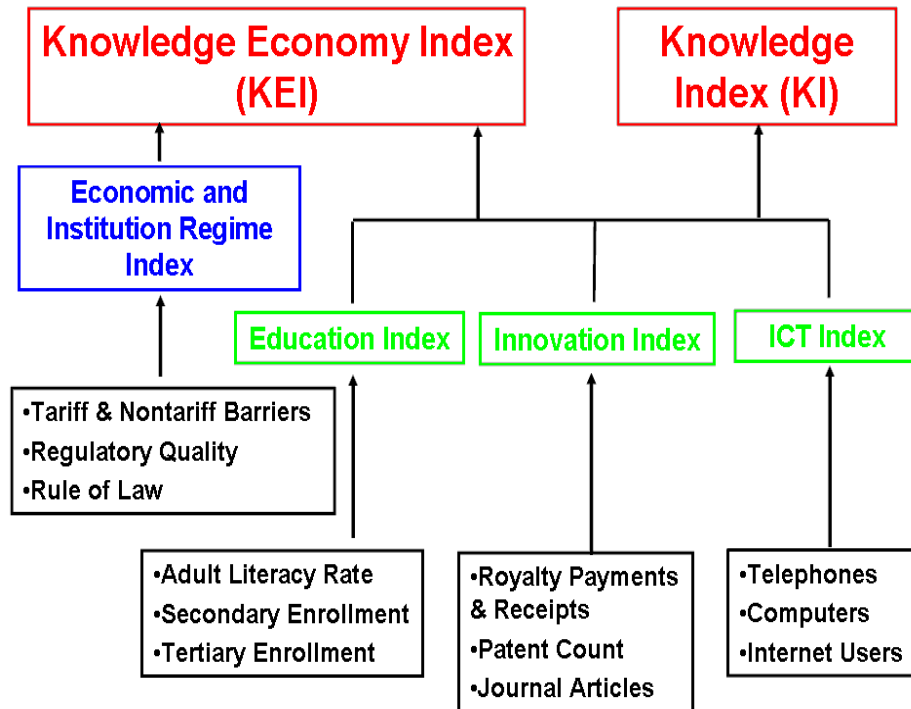 Knowledge Economy Index
(KEI)
Knowledge
Index (KI)
Economic and
Institution Regime
Index
Education Index
Innovation Index
ICT Index
•Tariff & Nontariff Barriers
•Regulatory Quality
•Rule of Law
•Adult Literacy Rate
•Secondary Enrollment
•Tertiary Enrollment
•Royalty Payments
& Receipts
•Patent Count
•Journal Articles
•Telephones
•Computers
•Internet Users